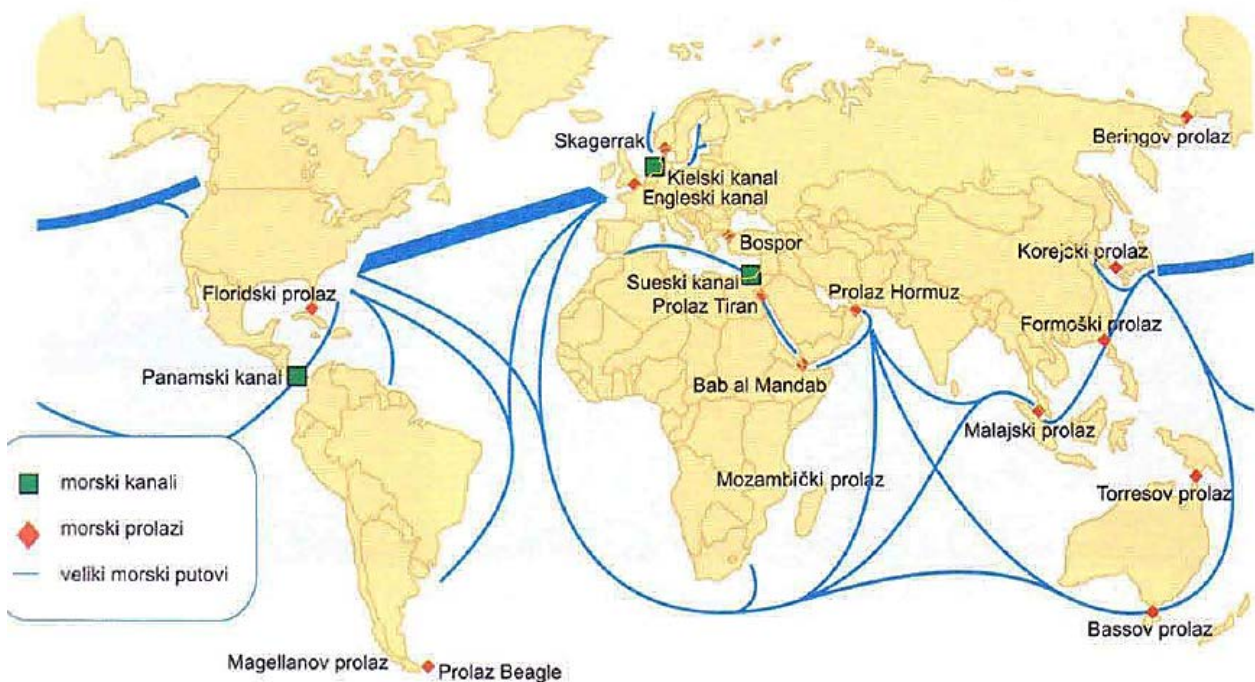 Beringov prolaz
Skagerrak
Kielski kanal
Engleski kanal
Bospor
Korejcki prolaz
Sueski kanal
Prolaz Tiran
Floridski prolaz
Prolaz Hormuz
Formoški prolaz
Panamski kanal
Bab al Mandab
Malajski prolaz
morski kanali
Mozambički prolaz
Torresov prolaz
morski prolazi
veliki morski putovi
Bassov prolaz
Magellanov prolaz
Prolaz Beagle